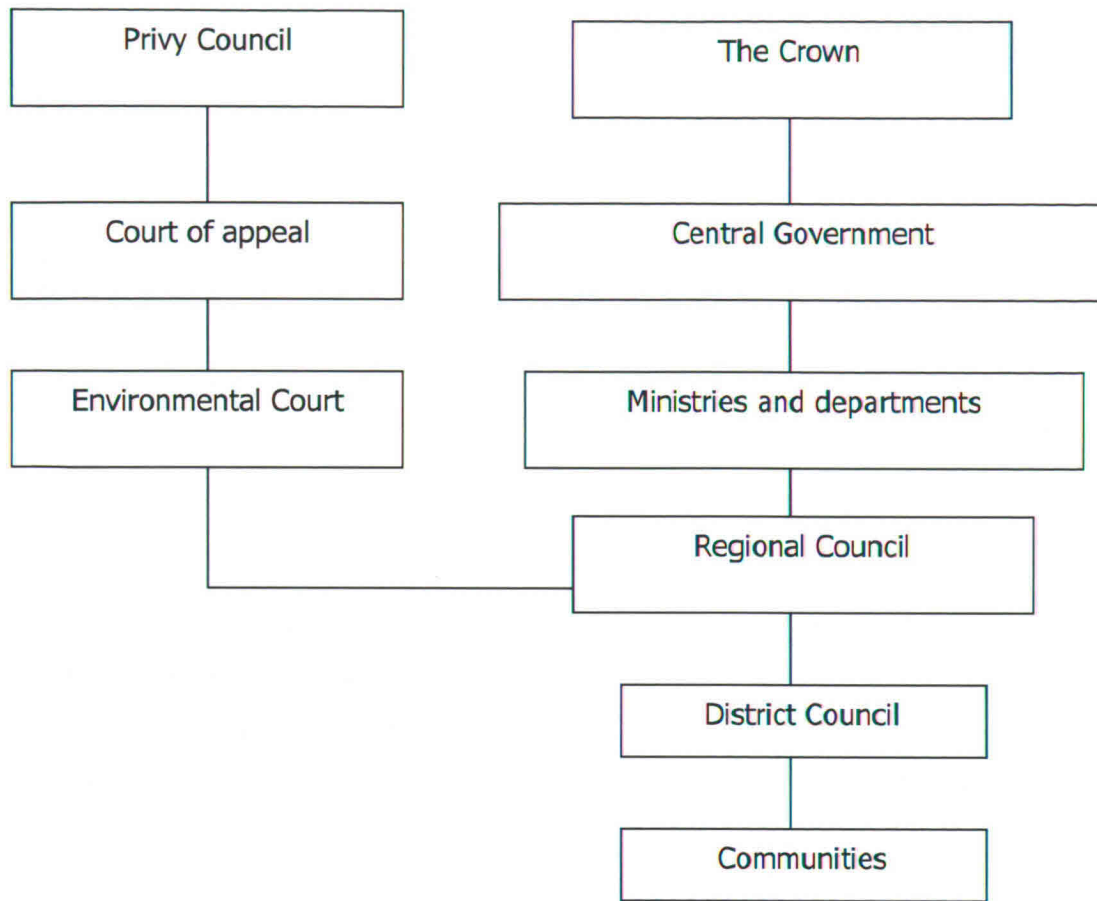 Privy Council
The Crown
Court of appeal
Central Government
Environmental Court
Ministries and departments
Regional Council
District Council
Communities